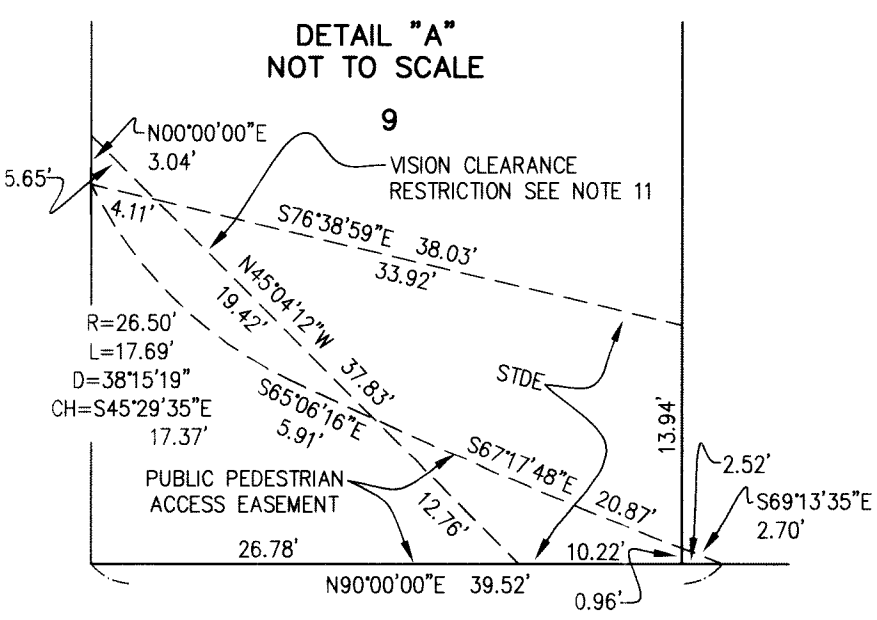 DETAIL "A"
NOT TO SCALE
9
N00°00'00"E
3.04'
VISION CLEARANCE
RESTRICTION SEE NOTE 11
5.65'
4.11'
S76°38'59"E 38.03'
33.92'
N45°04'12"W 37.83'
19.42'
R=26.50'
L=17.69'
D=38°15'19"
CH=S45°29'35"E
17.37'
STDE
S65°06'16"E
5.91'
13.94'
S67°17'48"E 20.87'
2.52'
S69°13'35"E
2.70'
PUBLIC PEDESTRIAN
ACCESS EASEMENT
12.76'
26.78'
10.22'
N90°00'00"E 39.52'
0.96'